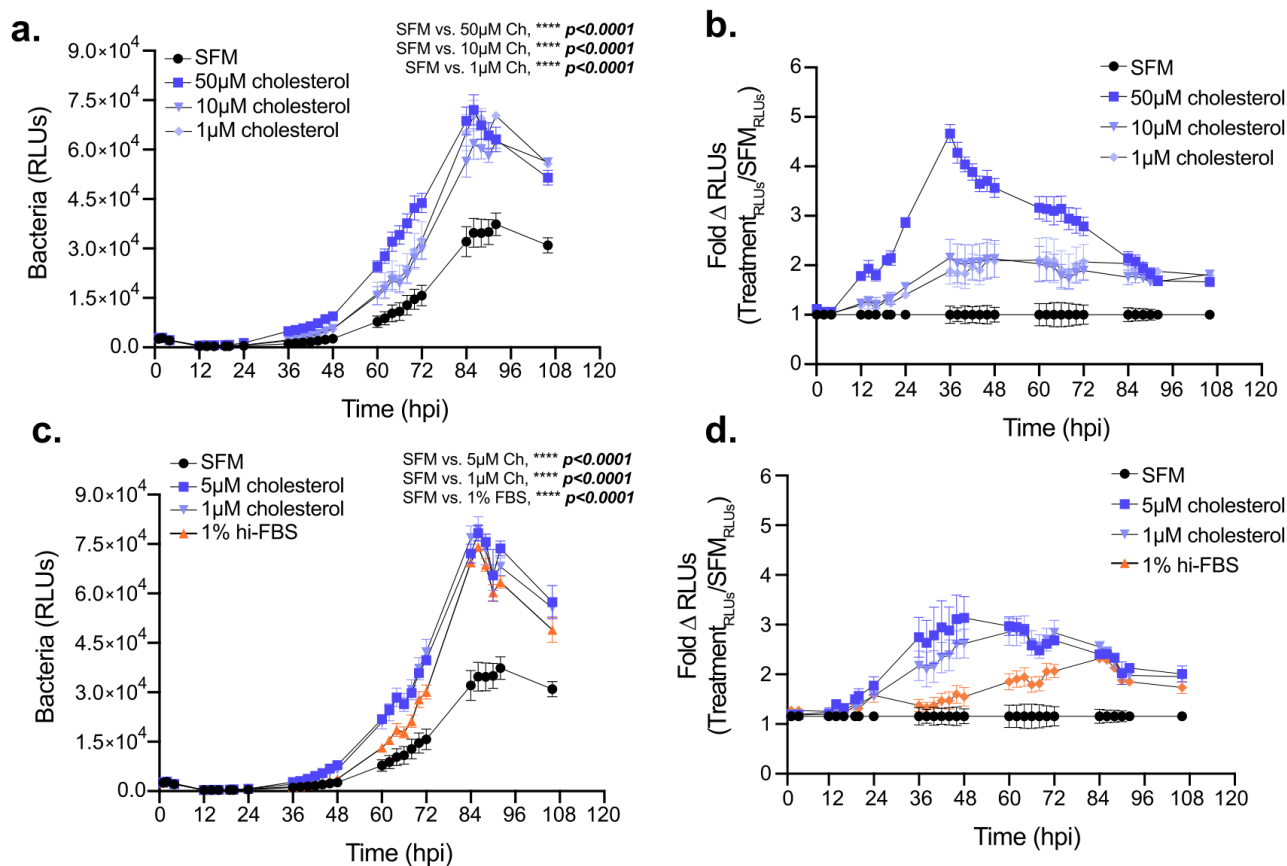 a.
SFM vs. 50µM Ch, **** p<0.0001
SFM vs. 10µM Ch, **** p<0.0001
SFM vs. 1µM Ch, **** p<0.0001
SFM
50µM cholesterol
10µM cholesterol
1µM cholesterol
Bacteria (RLUs)
9.0×10⁴
7.5×10⁴
6.0×10⁴
4.5×10⁴
3.0×10⁴
1.5×10⁴
0.0
0 12 24 36 48 60 72 84 96 108 120
Time (hpi)
b.
SFM
50µM cholesterol
10µM cholesterol
1µM cholesterol
Fold Δ RLUs
(Treatment_RLUs/SFM_RLUs)
6
5
4
3
2
1
0
0 12 24 36 48 60 72 84 96 108 120
Time (hpi)
c.
SFM vs. 5µM Ch, **** p<0.0001
SFM vs. 1µM Ch, **** p<0.0001
SFM vs. 1% FBS, **** p<0.0001
SFM
5µM cholesterol
1µM cholesterol
1% hi-FBS
Bacteria (RLUs)
9.0×10⁴
7.5×10⁴
6.0×10⁴
4.5×10⁴
3.0×10⁴
1.5×10⁴
0.0
0 12 24 36 48 60 72 84 96 108 120
Time (hpi)
d.
SFM
5µM cholesterol
1µM cholesterol
1% hi-FBS
Fold Δ RLUs
(Treatment_RLUs/SFM_RLUs)
6
5
4
3
2
1
0
0 12 24 36 48 60 72 84 96 108 120
Time (hpi)